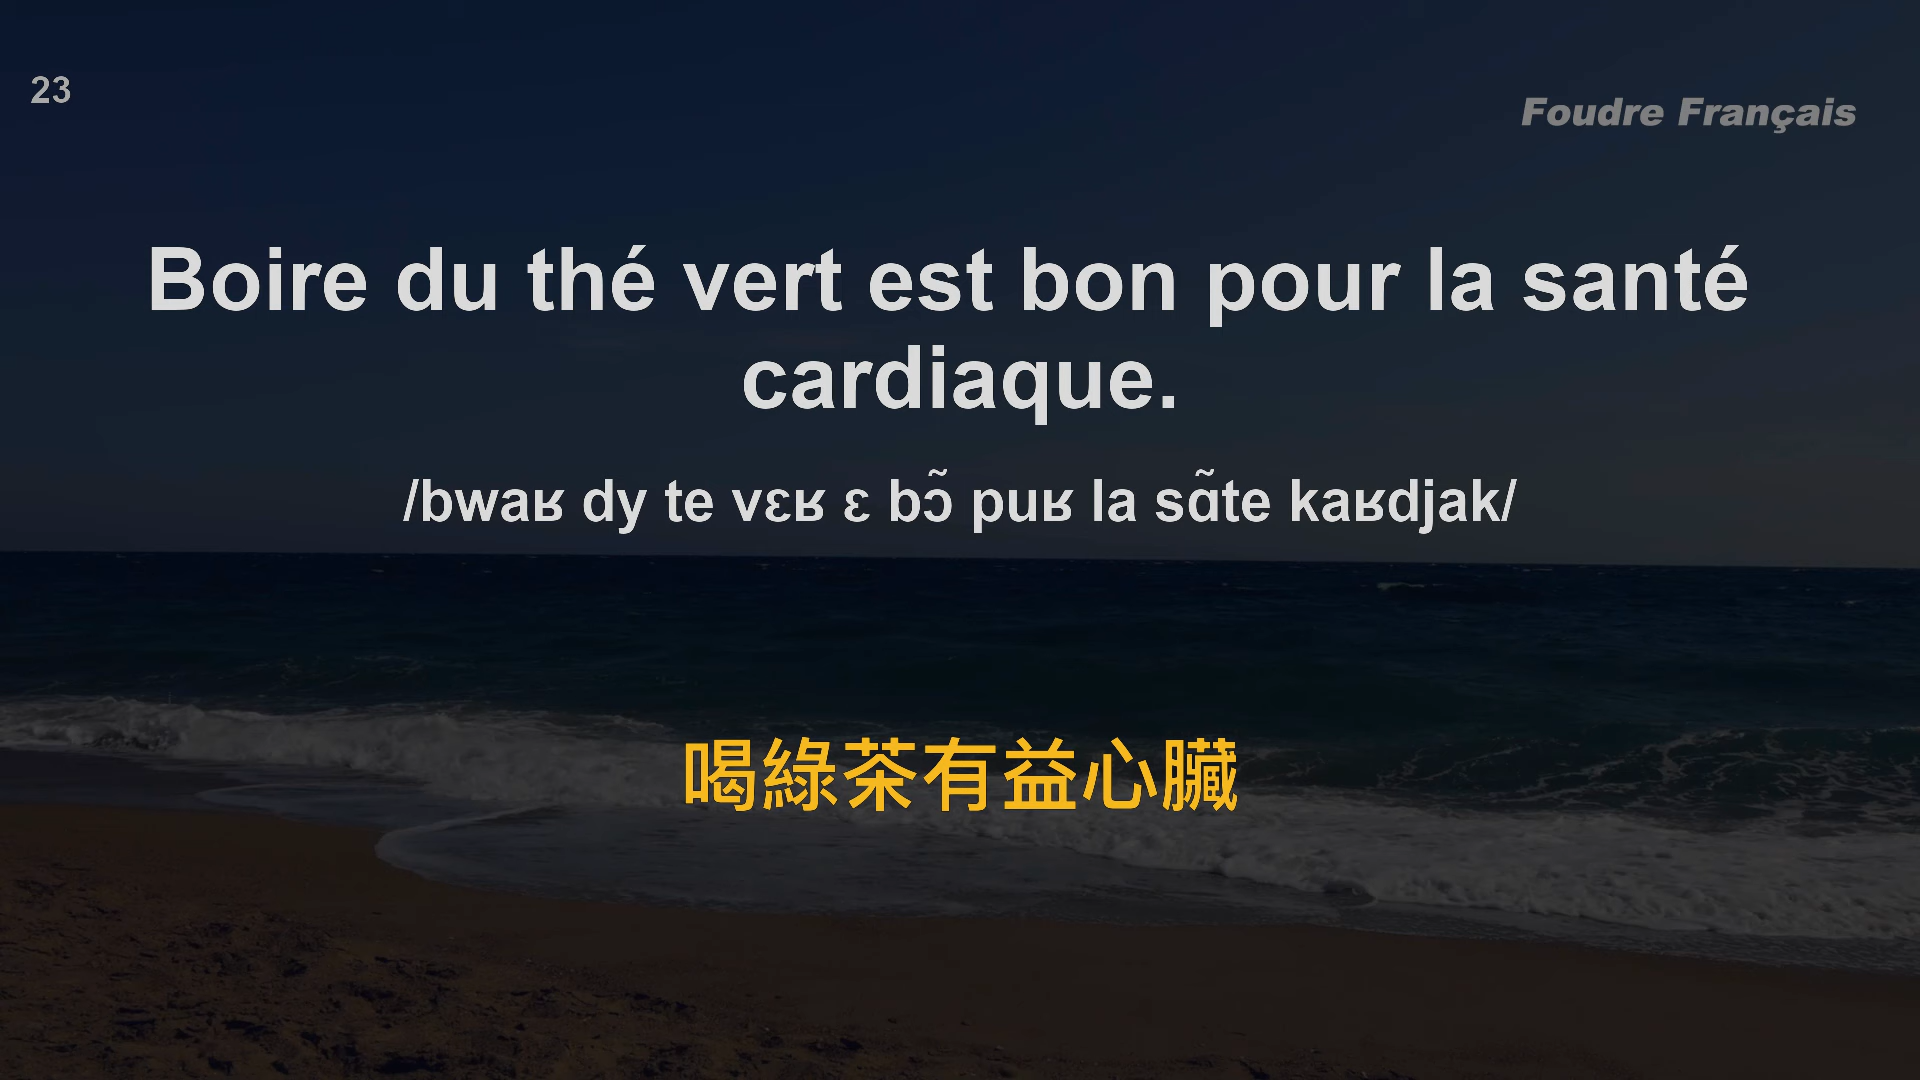 23
Foudre Français
Boire du thé vert est bon pour la santé
cardiaque.
/bwaʁ dy te vɛʁ ɛ bɔ̃ puʁ la sɑ̃te kaʁdjak/
喝綠茶有益心臟